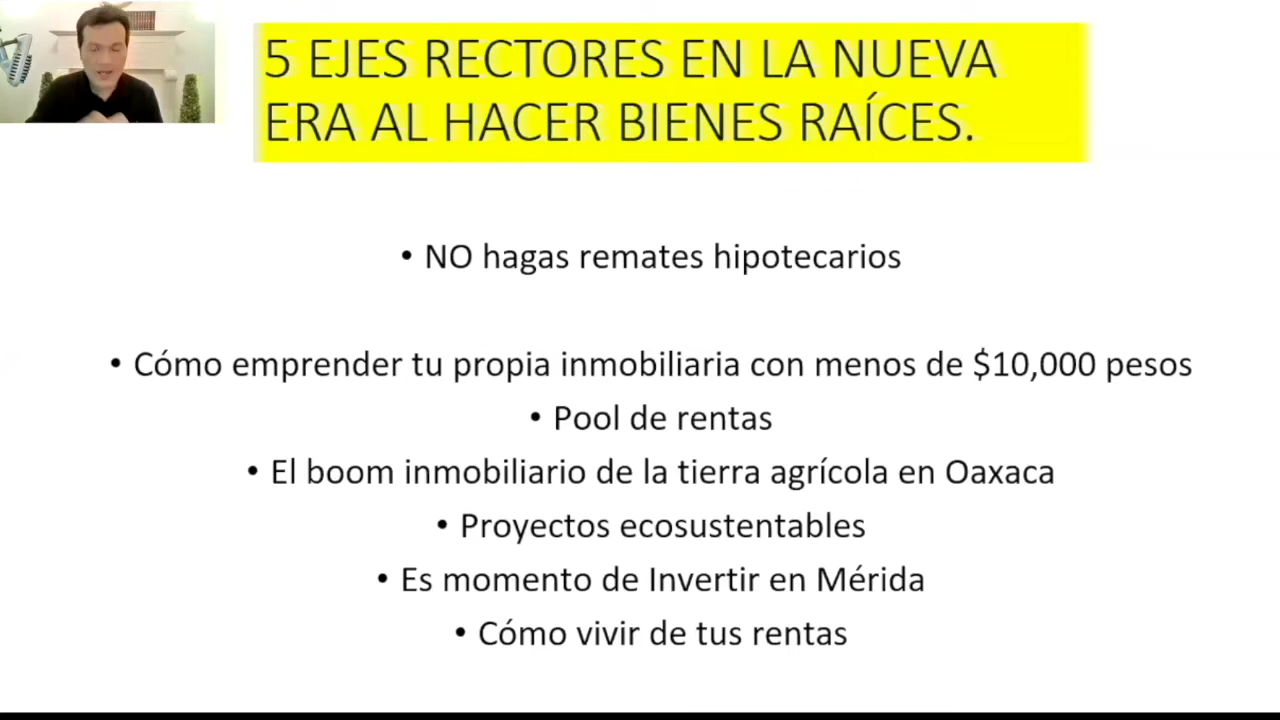 5 EJES RECTORES EN LA NUEVA
ERA AL HACER BIENES RAÍCES.
• NO hagas remates hipotecarios
• Cómo emprender tu propia inmobiliaria con menos de $10,000 pesos
• Pool de rentas
• El boom inmobiliario de la tierra agrícola en Oaxaca
• Proyectos ecosustentables
• Es momento de Invertir en Mérida
• Cómo vivir de tus rentas